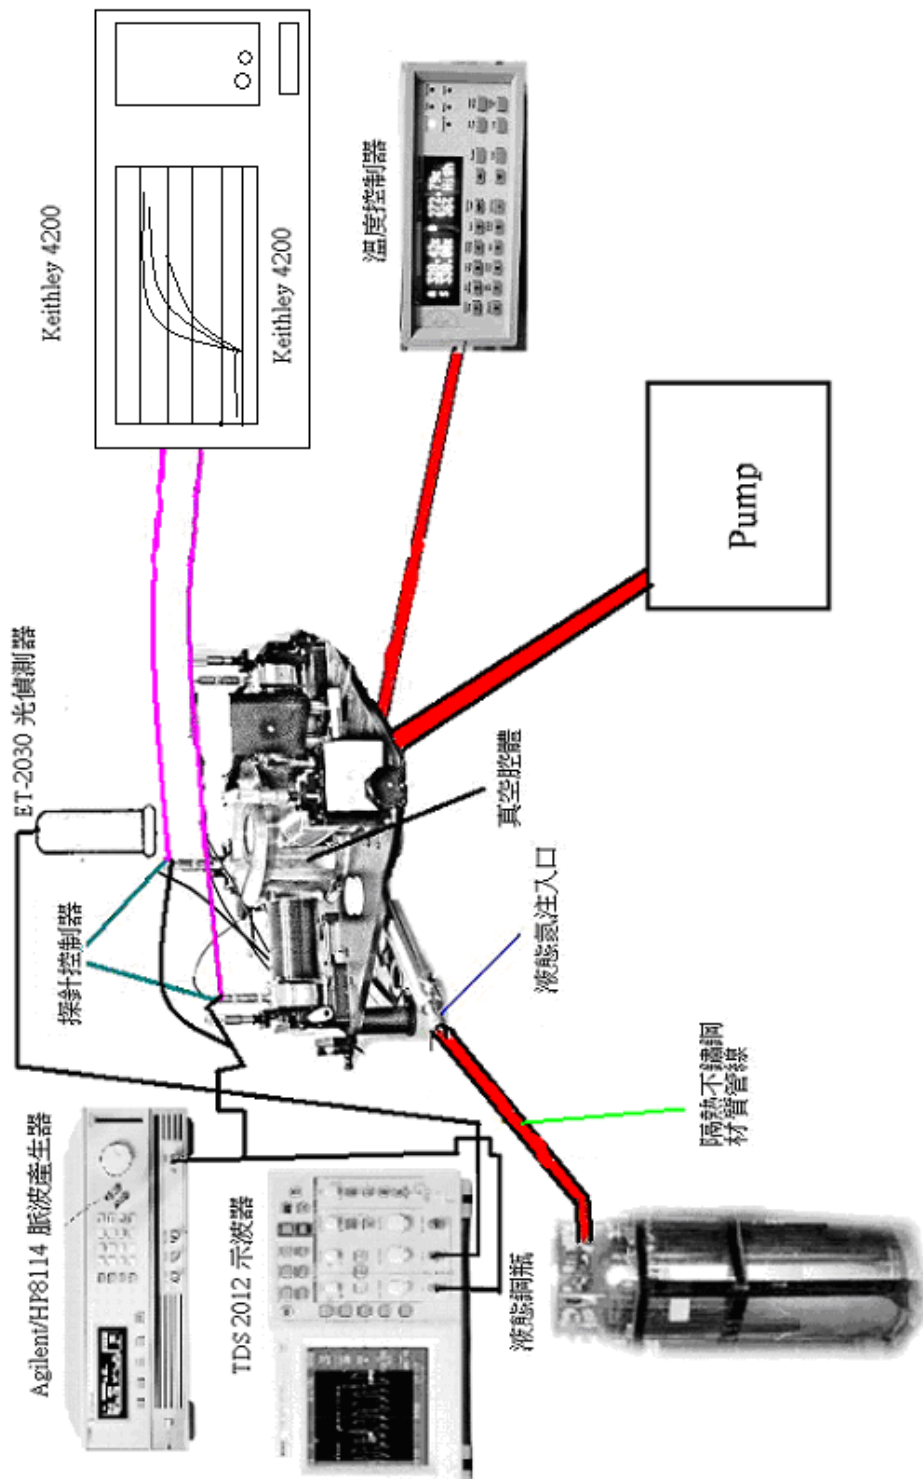 Agilent/HP8114 脈波產生器
TDS 2012 示波器
液態鋼瓶
隔熱不鏽鋼
材質管線
液態氮注入口
真空腔體
探針控制器
ET-2030 光偵測器
Keithley 4200
Keithley 4200
溫度控制器
Pump